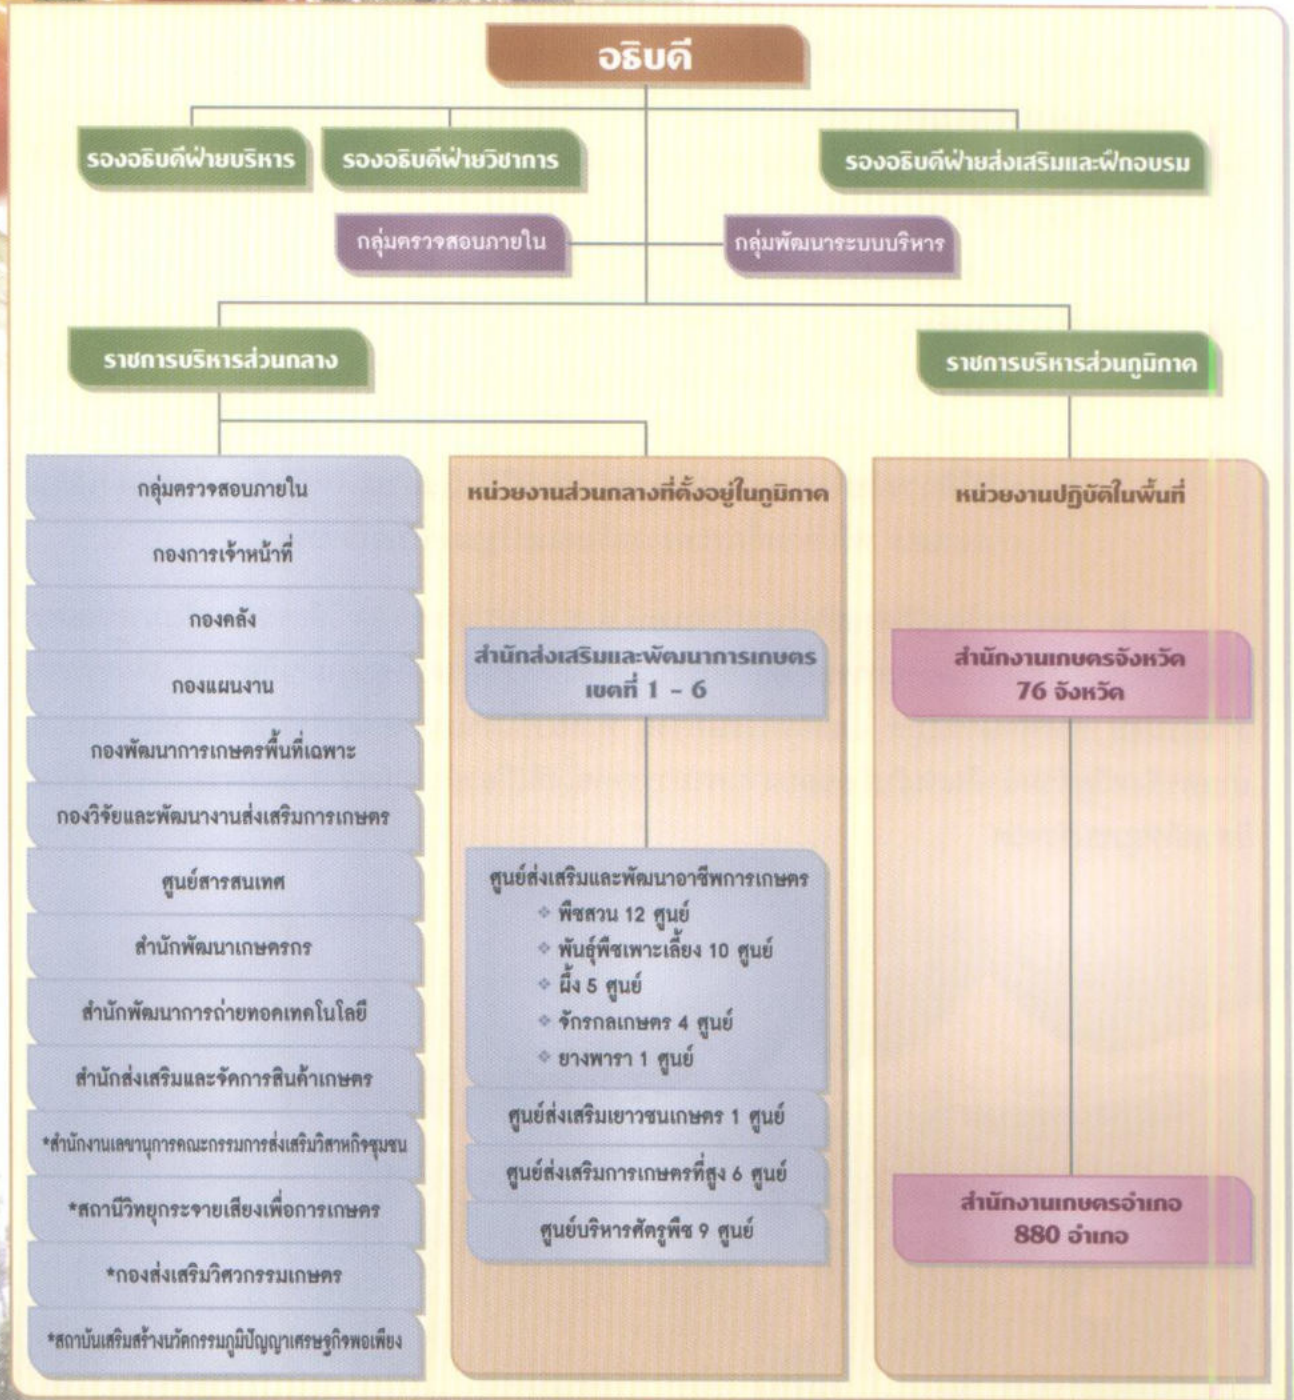 อธิบดี
รองอธิบดีฝ่ายบริหาร
รองอธิบดีฝ่ายวิชาการ
รองอธิบดีฝ่ายส่งเสริมและฝึกอบรม
กลุ่มตรวจสอบภายใน
กลุ่มพัฒนาระบบบริหาร
ราชการบริหารส่วนกลาง
ราชการบริหารส่วนภูมิภาค
กลุ่มตรวจสอบภายใน
กองการเจ้าหน้าที่
กองคลัง
กองแผนงาน
กองพัฒนาการเกษตรพื้นที่เฉพาะ
กองวิจัยและพัฒนางานส่งเสริมการเกษตร
ศูนย์สารสนเทศ
สำนักพัฒนาเกษตรกร
สำนักพัฒนาการถ่ายทอดเทคโนโลยี
สำนักส่งเสริมและจัดการสินค้าเกษตร
*สำนักงานเลขานุการคณะกรรมการส่งเสริมวิสาหกิจชุมชน
*สถานีวิทยุกระจายเสียงเพื่อการเกษตร
*กองส่งเสริมวิศวกรรมเกษตร
*สถาบันเสริมสร้างนวัตกรรมภูมิปัญญาเศรษฐกิจพอเพียง
หน่วยงานส่วนกลางที่ตั้งอยู่ในภูมิภาค
สำนักส่งเสริมและพัฒนาการเกษตร
เขตที่ 1 - 6
ศูนย์ส่งเสริมและพัฒนาอาชีพการเกษตร
❖ พืชสวน 12 ศูนย์
❖ พันธุ์พืชเพาะเลี้ยง 10 ศูนย์
❖ ผึ้ง 5 ศูนย์
❖ จักรกลเกษตร 4 ศูนย์
❖ ยางพารา 1 ศูนย์
ศูนย์ส่งเสริมเยาวชนเกษตร 1 ศูนย์
ศูนย์ส่งเสริมการเกษตรที่สูง 6 ศูนย์
ศูนย์บริหารศัตรูพืช 9 ศูนย์
หน่วยงานปฏิบัติในพื้นที่
สำนักงานเกษตรจังหวัด
76 จังหวัด
สำนักงานเกษตรอำเภอ
880 อำเภอ